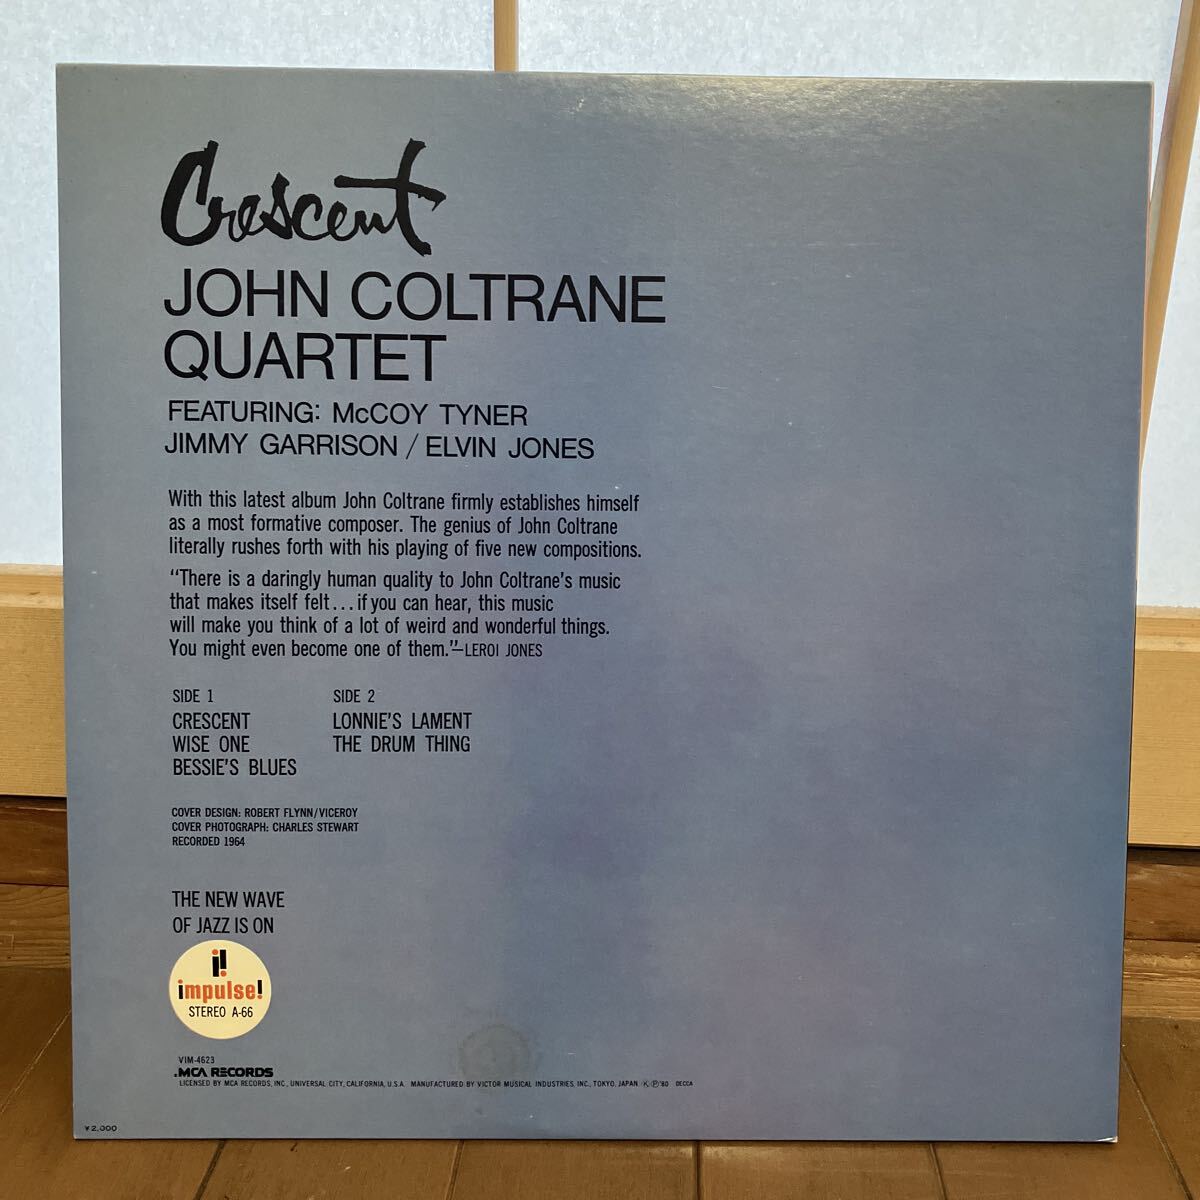 Crescent
JOHN COLTRANE
QUARTET
FEATURING: McCOY TYNER
JIMMY GARRISON / ELVIN JONES
With this latest album John Coltrane firmly establishes himself
as a most formative composer. The genius of John Coltrane
literally rushes forth with his playing of five new compositions.
"There is a daringly human quality to John Coltrane's music
that makes itself felt...if you can hear, this music
will make you think of a lot of weird and wonderful things.
You might even become one of them."—LEROI JONES
SIDE 1
CRESCENT
WISE ONE
BESSIE'S BLUES
SIDE 2
LONNIE'S LAMENT
THE DRUM THING
COVER DESIGN: ROBERT FLYNN/VICEROY
COVER PHOTOGRAPH: CHARLES STEWART
RECORDED 1964
THE NEW WAVE
OF JAZZ IS ON
i!
impulse!
STEREO A-66
VIM-4623
.MCA RECORDS
LICENSED BY MCA RECORDS, INC., UNIVERSAL CITY, CALIFORNIA, U.S.A. MANUFACTURED BY VICTOR MUSICAL INDUSTRIES, INC., TOKYO, JAPAN. Ⓚ Ⓟ '80 DECCA
¥2,000